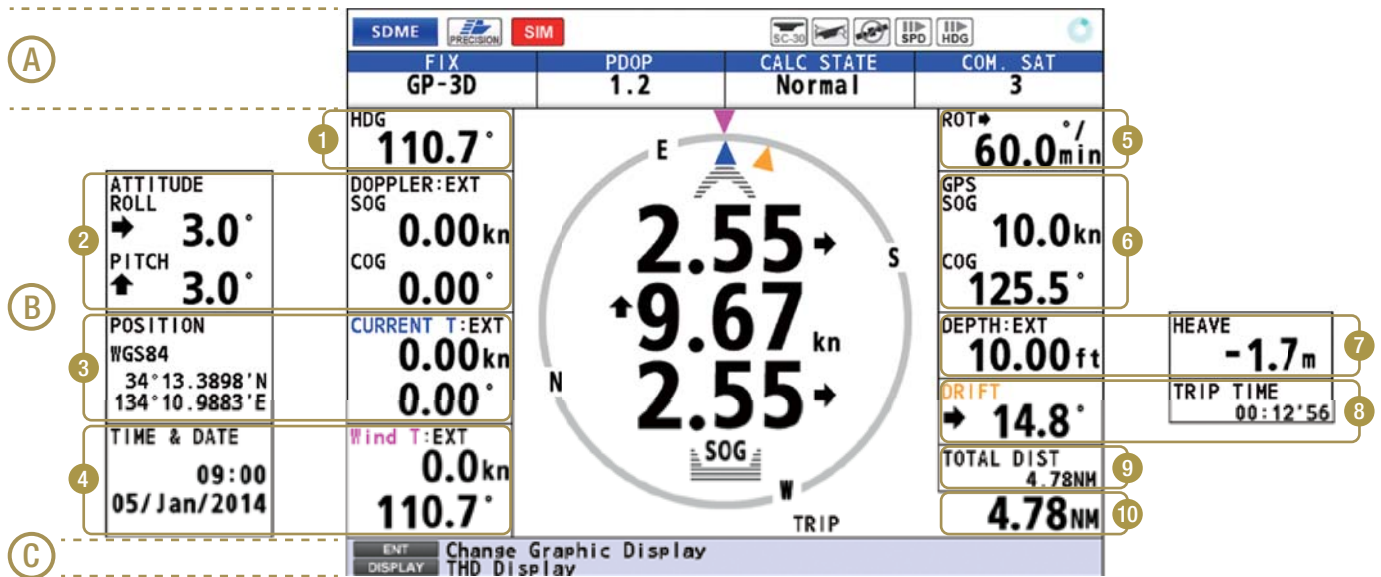 A
SDME PRECISION SIM SC-30 SPD HDG
FIX PDOP CALC STATE COM. SAT
GP-3D 1.2 Normal 3
B
1
HDG
110.7°
2
ATTITUDE
ROLL
3.0°
PITCH
3.0°
DOPPLER:EXT
SOG
0.00kn
COG
0.00°
3
POSITION
WGS84
34°13.3898'N
134°10.9883'E
CURRENT T:EXT
0.00kn
0.00°
4
TIME & DATE
09:00
05/Jan/2014
Wind T:EXT
0.0kn
110.7°
E
S
N
W
2.55
9.67 kn
2.55
SOG
TRIP
ROT
60.0°/min
5
GPS
SOG
10.0kn
COG
125.5°
6
DEPTH:EXT
10.00ft
HEAVE
-1.7m
7
DRIFT
14.8°
TRIP TIME
00:12'56
8
TOTAL DIST
4.78NM
9
4.78NM
10
C
ENT Change Graphic Display
DISPLAY THD Display